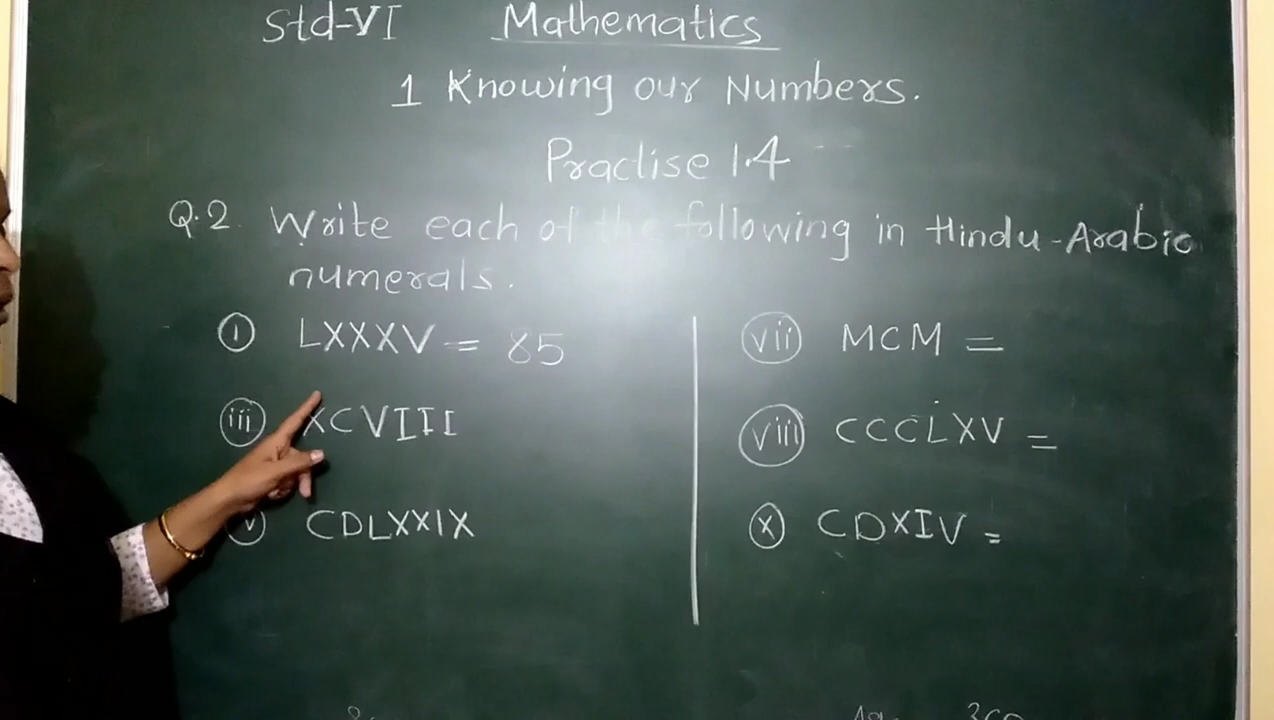 Std-VI Mathematics
1 Knowing our Numbers.
Practise 1.4
Q.2. Write each of the following in Hindu-Arabic
numerals.
(i) LXXXV = 85
(iii) XCVIII
(v) CDLXXIX
(vii) MCM =
(viii) CCCLXV =
(x) CDXIV =